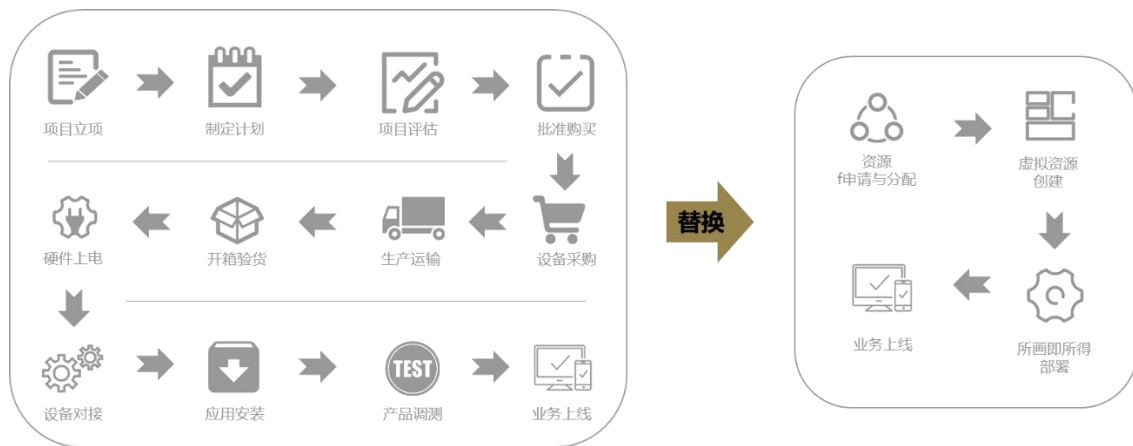 项目立项
制定计划
项目评估
批准购买
硬件上电
开箱验货
生产运输
设备采购
设备对接
应用安装
TEST
产品调测
业务上线
替换
资源
f申请与分配
虚拟资源
创建
业务上线
所画即所得
部署